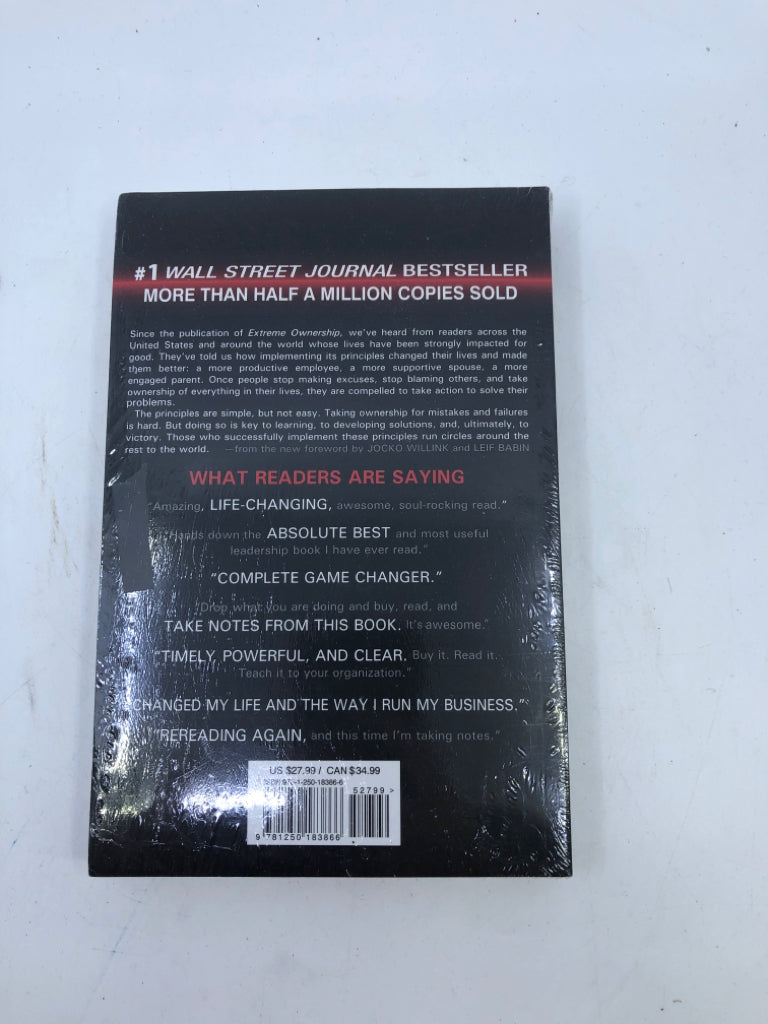 #1 WALL STREET JOURNAL BESTSELLER
MORE THAN HALF A MILLION COPIES SOLD
Since the publication of Extreme Ownership, we've heard from readers across the
United States and around the world whose lives have been strongly impacted for
good. They've told us how implementing its principles changed their lives and made
them better: a more productive employee, a more supportive spouse, a more
engaged parent. Once people stop making excuses, stop blaming others, and take
ownership of everything in their lives, they are compelled to take action to solve their
problems.
The principles are simple, but not easy. Taking ownership for mistakes and failures
is hard. But doing so is key to learning, to developing solutions, and, ultimately, to
victory. Those who successfully implement these principles run circles around the
rest to the world. —from the new foreword by JOCKO WILLINK and LEIF BABIN
WHAT READERS ARE SAYING
"Amazing, LIFE-CHANGING, awesome, soul-rocking read."
"Hands down the ABSOLUTE BEST and most useful
leadership book I have ever read."
"COMPLETE GAME CHANGER."
"Drop what you are doing and buy, read, and
TAKE NOTES FROM THIS BOOK. It's awesome."
"TIMELY, POWERFUL, AND CLEAR. Buy it. Read it.
Teach it to your organization."
CHANGED MY LIFE AND THE WAY I RUN MY BUSINESS."
"REREADING AGAIN, and this time I'm taking notes."
US $27.99 / CAN $34.99
ISBN 978-1-250-18386-6
52799>
9 781250 183866